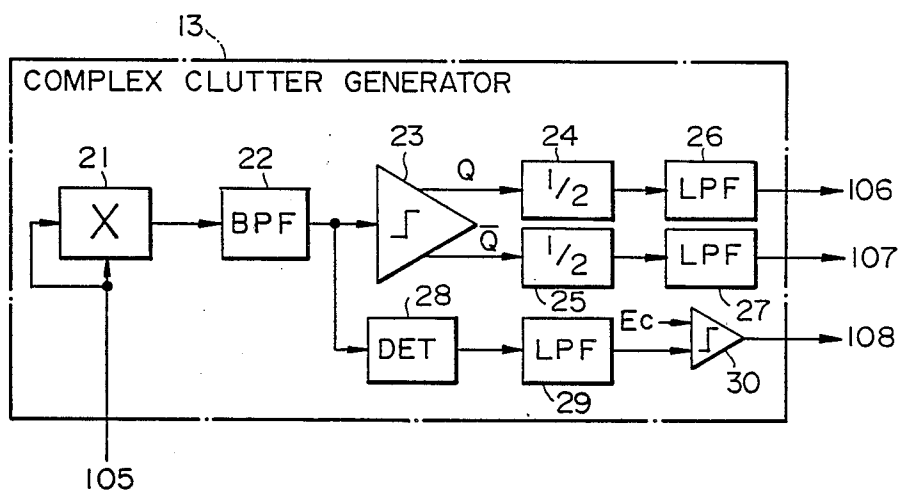 13
COMPLEX CLUTTER GENERATOR
21
22
23
24
26
X
BPF
Q
1/2
LPF
106
Q̅
1/2
LPF
107
25
27
28
DET
LPF
Ec
108
29
30
105